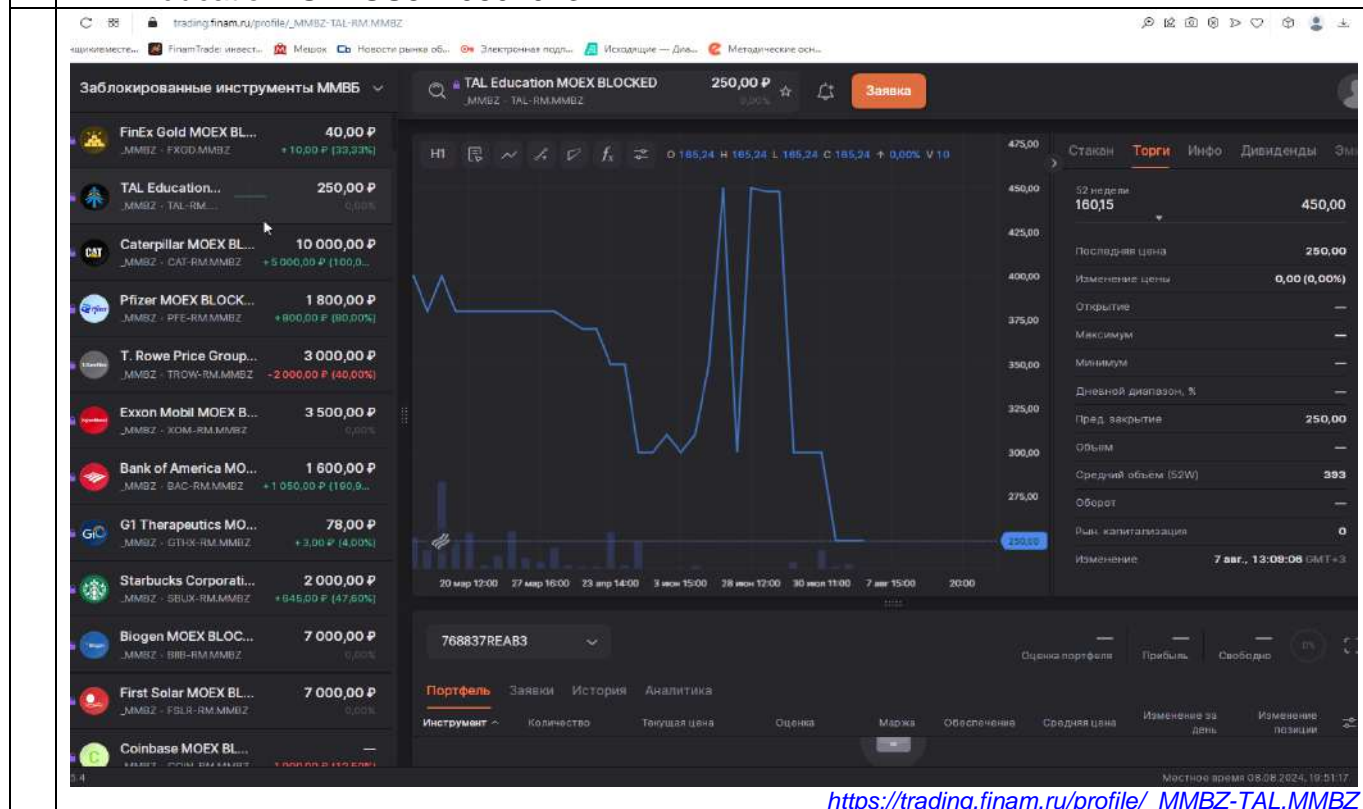 trading.finam.ru/profile/_MMBZ-TAL-RM.MMBZ
FinamTrade: инвест... Мешок Новости рынка об... Электронная подп... Исходящие — Диа... Методические осн...
Заблокированные инструменты ММВБ
TAL Education MOEX BLOCKED 250,00 ₽
_MMBZ - TAL-RM.MMBZ 0,00%
Заявка
FinEx Gold MOEX BL... 40,00 ₽
_MMBZ - FXGD.MMBZ +10,00 ₽ (33,33%)
TAL Education... 250,00 ₽
_MMBZ - TAL-RM.... 0,00%
Caterpillar MOEX BL... 10 000,00 ₽
_MMBZ - CAT-RM.MMBZ +5 000,00 ₽ (100,0...
Pfizer MOEX BLOCK... 1 800,00 ₽
_MMBZ - PFE-RM.MMBZ +800,00 ₽ (80,00%)
T. Rowe Price Group... 3 000,00 ₽
_MMBZ - TROW-RM.MMBZ -2 000,00 ₽ (40,00%)
Exxon Mobil MOEX B... 3 500,00 ₽
_MMBZ - XOM-RM.MMBZ 0,00%
Bank of America MO... 1 600,00 ₽
_MMBZ - BAC-RM.MMBZ +1 050,00 ₽ (190,9...
G1 Therapeutics MO... 78,00 ₽
_MMBZ - GTHX-RM.MMBZ +3,00 ₽ (4,00%)
Starbucks Corporati... 2 000,00 ₽
_MMBZ - SBUX-RM.MMBZ +645,00 ₽ (47,60%)
Biogen MOEX BLOC... 7 000,00 ₽
_MMBZ - BIIB-RM.MMBZ 0,00%
First Solar MOEX BL... 7 000,00 ₽
_MMBZ - FSLR-RM.MMBZ 0,00%
Coinbase MOEX BL... —
H1 fx O 165,24 H 165,24 L 165,24 C 165,24 0,00% V 10
475,00
450,00
425,00
400,00
375,00
350,00
325,00
300,00
275,00
250,00
20 мар 12:00 27 мар 16:00 23 апр 14:00 3 июн 15:00 28 июн 12:00 30 июл 11:00 7 авг 15:00 20:00
Стакан Торги Инфо Дивиденды Эм
52 недели
160,15 450,00
Последняя цена 250,00
Изменение цены 0,00 (0,00%)
Открытие —
Максимум —
Минимум —
Дневной диапазон, % —
Пред. закрытие 250,00
Объем —
Средний объём (52W) 393
Оборот —
Рын. капитализация 0
Изменение 7 авг., 13:09:06 GMT+3
768837REAB3
Оценка портфеля Прибыль Свободно 0%
Портфель Заявки История Аналитика
Инструмент Количество Текущая цена Оценка Маржа Обеспечение Средняя цена Изменение за день Изменение позиции
Местное время 08.08.2024, 19:51:17
https://trading.finam.ru/profile/_MMBZ-TAL.MMBZ